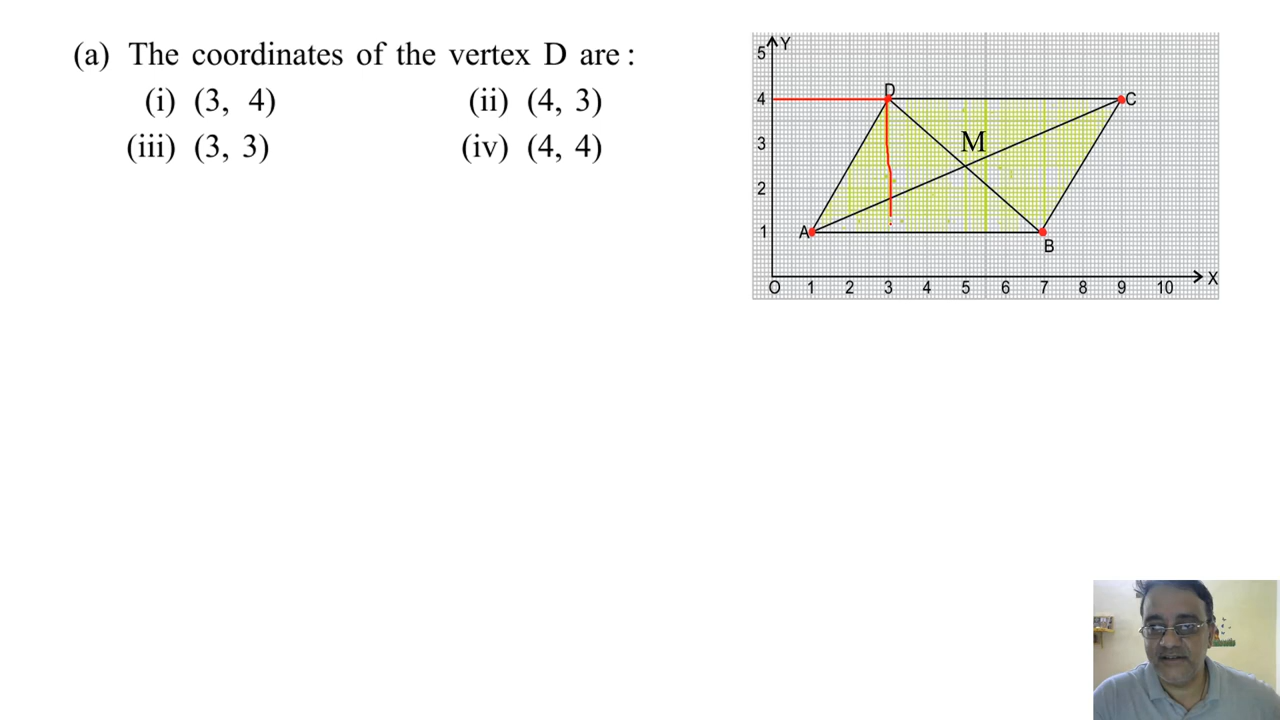 (a) The coordinates of the vertex D are :
(i) (3, 4) (ii) (4, 3)
(iii) (3, 3) (iv) (4, 4)
Y
5
D
4 C
3 M
2
1 A
B
O 1 2 3 4 5 6 7 8 9 10 X